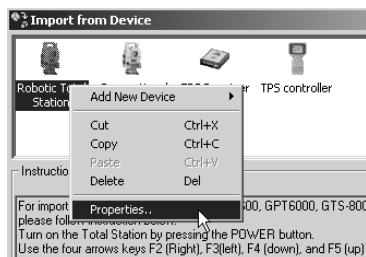 Import from Device
Robotic Total Station
TPS controller
Add New Device
Cut Ctrl+X
Copy Ctrl+C
Paste Ctrl+V
Delete Del
Properties..
Instructio
For import 500, GPT6000, GTS-800
please follo
Turn on the Total Station by pressing the POWER button.
Use the four arrows keys F2 (Right), F3(left), F4 (down), and F5 (up)